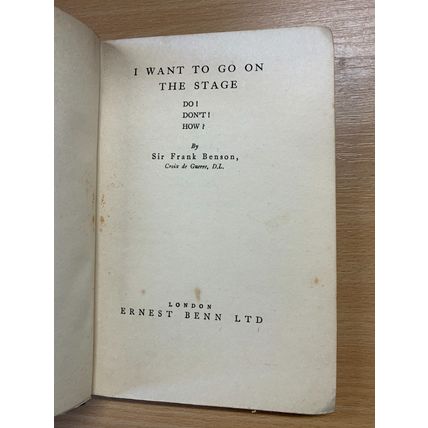 I WANT TO GO ON
THE STAGE
DO!
DON'T!
HOW?
By
Sir Frank Benson,
Croix de Guerre, D.L.
LONDON
ERNEST BENN LTD